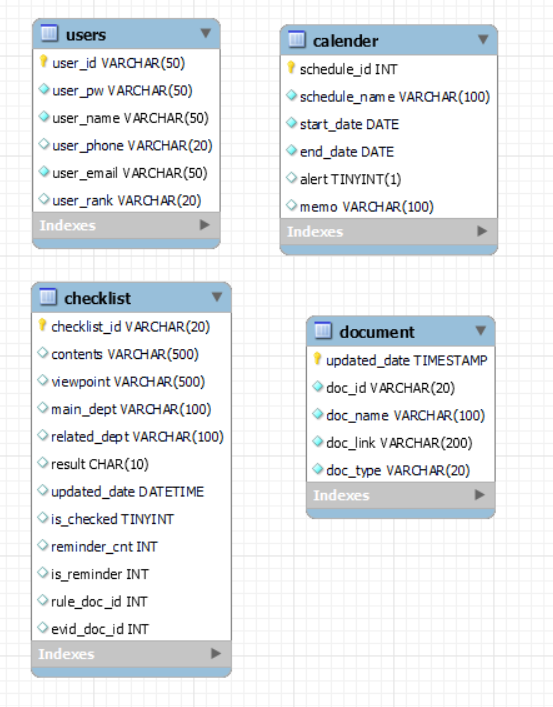 users
user_id VARCHAR(50)
user_pw VARCHAR(50)
user_name VARCHAR(50)
user_phone VARCHAR(20)
user_email VARCHAR(50)
user_rank VARCHAR(20)
Indexes
calender
schedule_id INT
schedule_name VARCHAR(100)
start_date DATE
end_date DATE
alert TINYINT(1)
memo VARCHAR(100)
Indexes
checklist
checklist_id VARCHAR(20)
contents VARCHAR(500)
viewpoint VARCHAR(500)
main_dept VARCHAR(100)
related_dept VARCHAR(100)
result CHAR(10)
updated_date DATETIME
is_checked TINYINT
reminder_cnt INT
is_reminder INT
rule_doc_id INT
evid_doc_id INT
Indexes
document
updated_date TIMESTAMP
doc_id VARCHAR(20)
doc_name VARCHAR(100)
doc_link VARCHAR(200)
doc_type VARCHAR(20)
Indexes